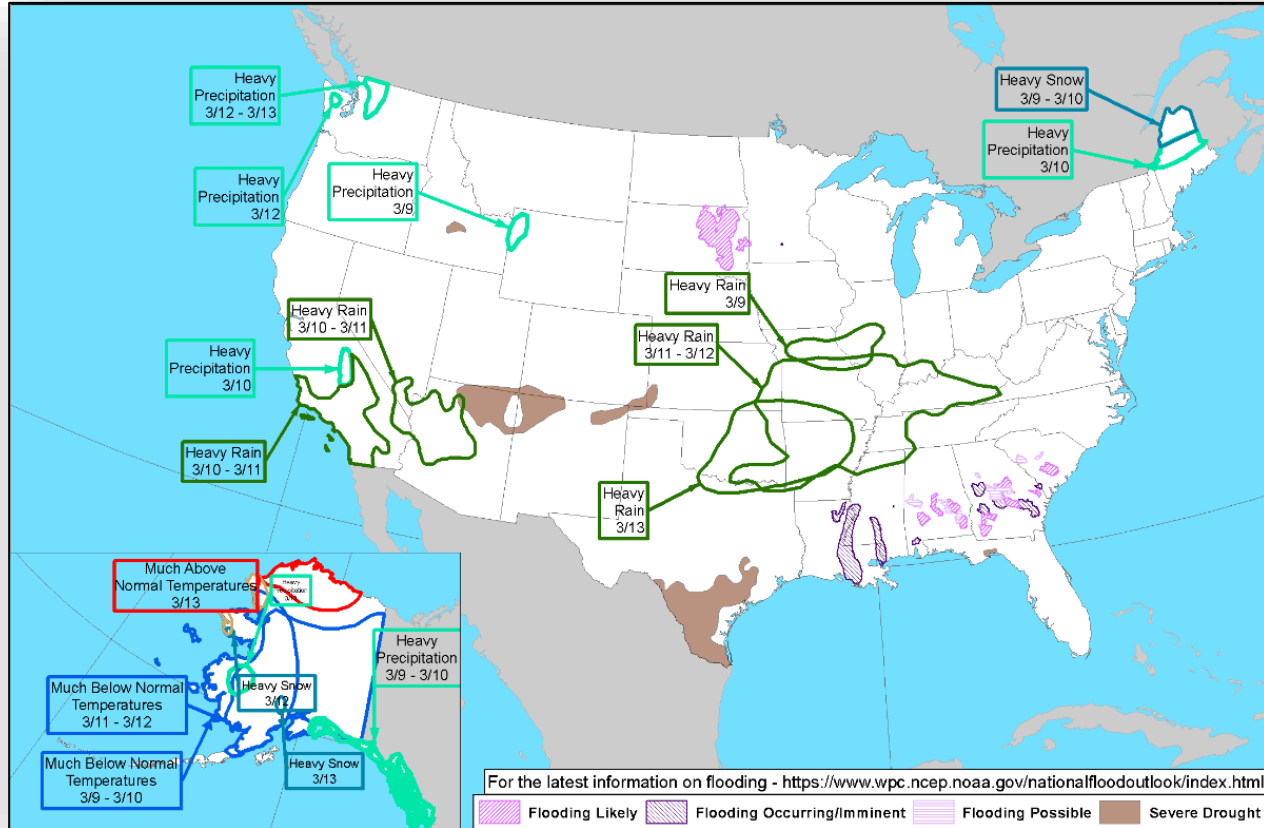 Heavy
Precipitation
3/12 - 3/13
Heavy Snow
3/9 - 3/10
Heavy
Precipitation
3/10
Heavy
Precipitation
3/12
Heavy
Precipitation
3/9
Heavy Rain
3/9
Heavy Rain
3/10 - 3/11
Heavy Rain
3/11 - 3/12
Heavy
Precipitation
3/10
Heavy Rain
3/10 - 3/11
Heavy
Rain
3/13
Much Above
Normal Temperatures
3/13
Heavy
Precipitation
Heavy
Precipitation
3/9 - 3/10
Heavy Snow
3/12
Much Below Normal
Temperatures
3/11 - 3/12
Much Below Normal
Temperatures
3/9 - 3/10
Heavy Snow
3/13
For the latest information on flooding - https://www.wpc.ncep.noaa.gov/nationalfloodoutlook/index.html
Flooding Likely
Flooding Occurring/Imminent
Flooding Possible
Severe Drought